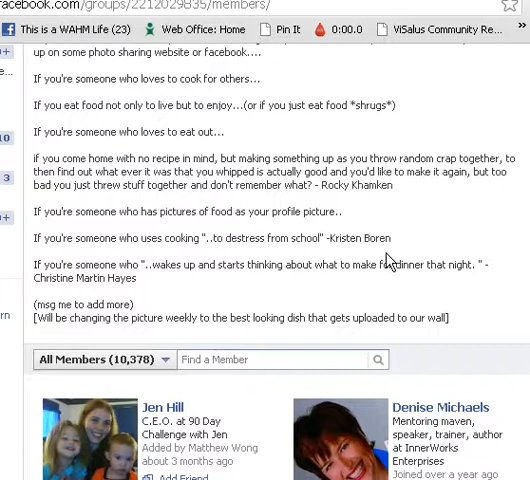 facebook.com/groups/2212029835/members/
This is a WAHM Life (23) Web Office: Home Pin It 0:00.0 ViSalus Community Re... »
up on some photo sharing website or facebook....
If you're someone who loves to cook for others...
If you eat food not only to live but to enjoy...(or if you just eat food *shrugs*)
If you're someone who loves to eat out...
if you come home with no recipe in mind, but making something up as you throw random crap together, to
then find out what ever it was that you whipped is actually good and you'd like to make it again, but too
bad you just threw stuff together and don't remember what? - Rocky Khamken
If you're someone who has pictures of food as your profile picture..
If you're someone who uses cooking "..to destress from school" -Kristen Boren
If you're someone who "..wakes up and starts thinking about what to make for dinner that night. " -
Christine Martin Hayes
(msg me to add more)
[Will be changing the picture weekly to the best looking dish that gets uploaded to our wall]
10
3
All Members (10,378) Find a Member
Jen Hill
C.E.O. at 90 Day
Challenge with Jen
Added by Matthew Wong
about 3 months ago
Add Friend
Denise Michaels
Mentoring maven,
speaker, trainer, author
at InnerWorks
Enterprises
Joined over a year ago